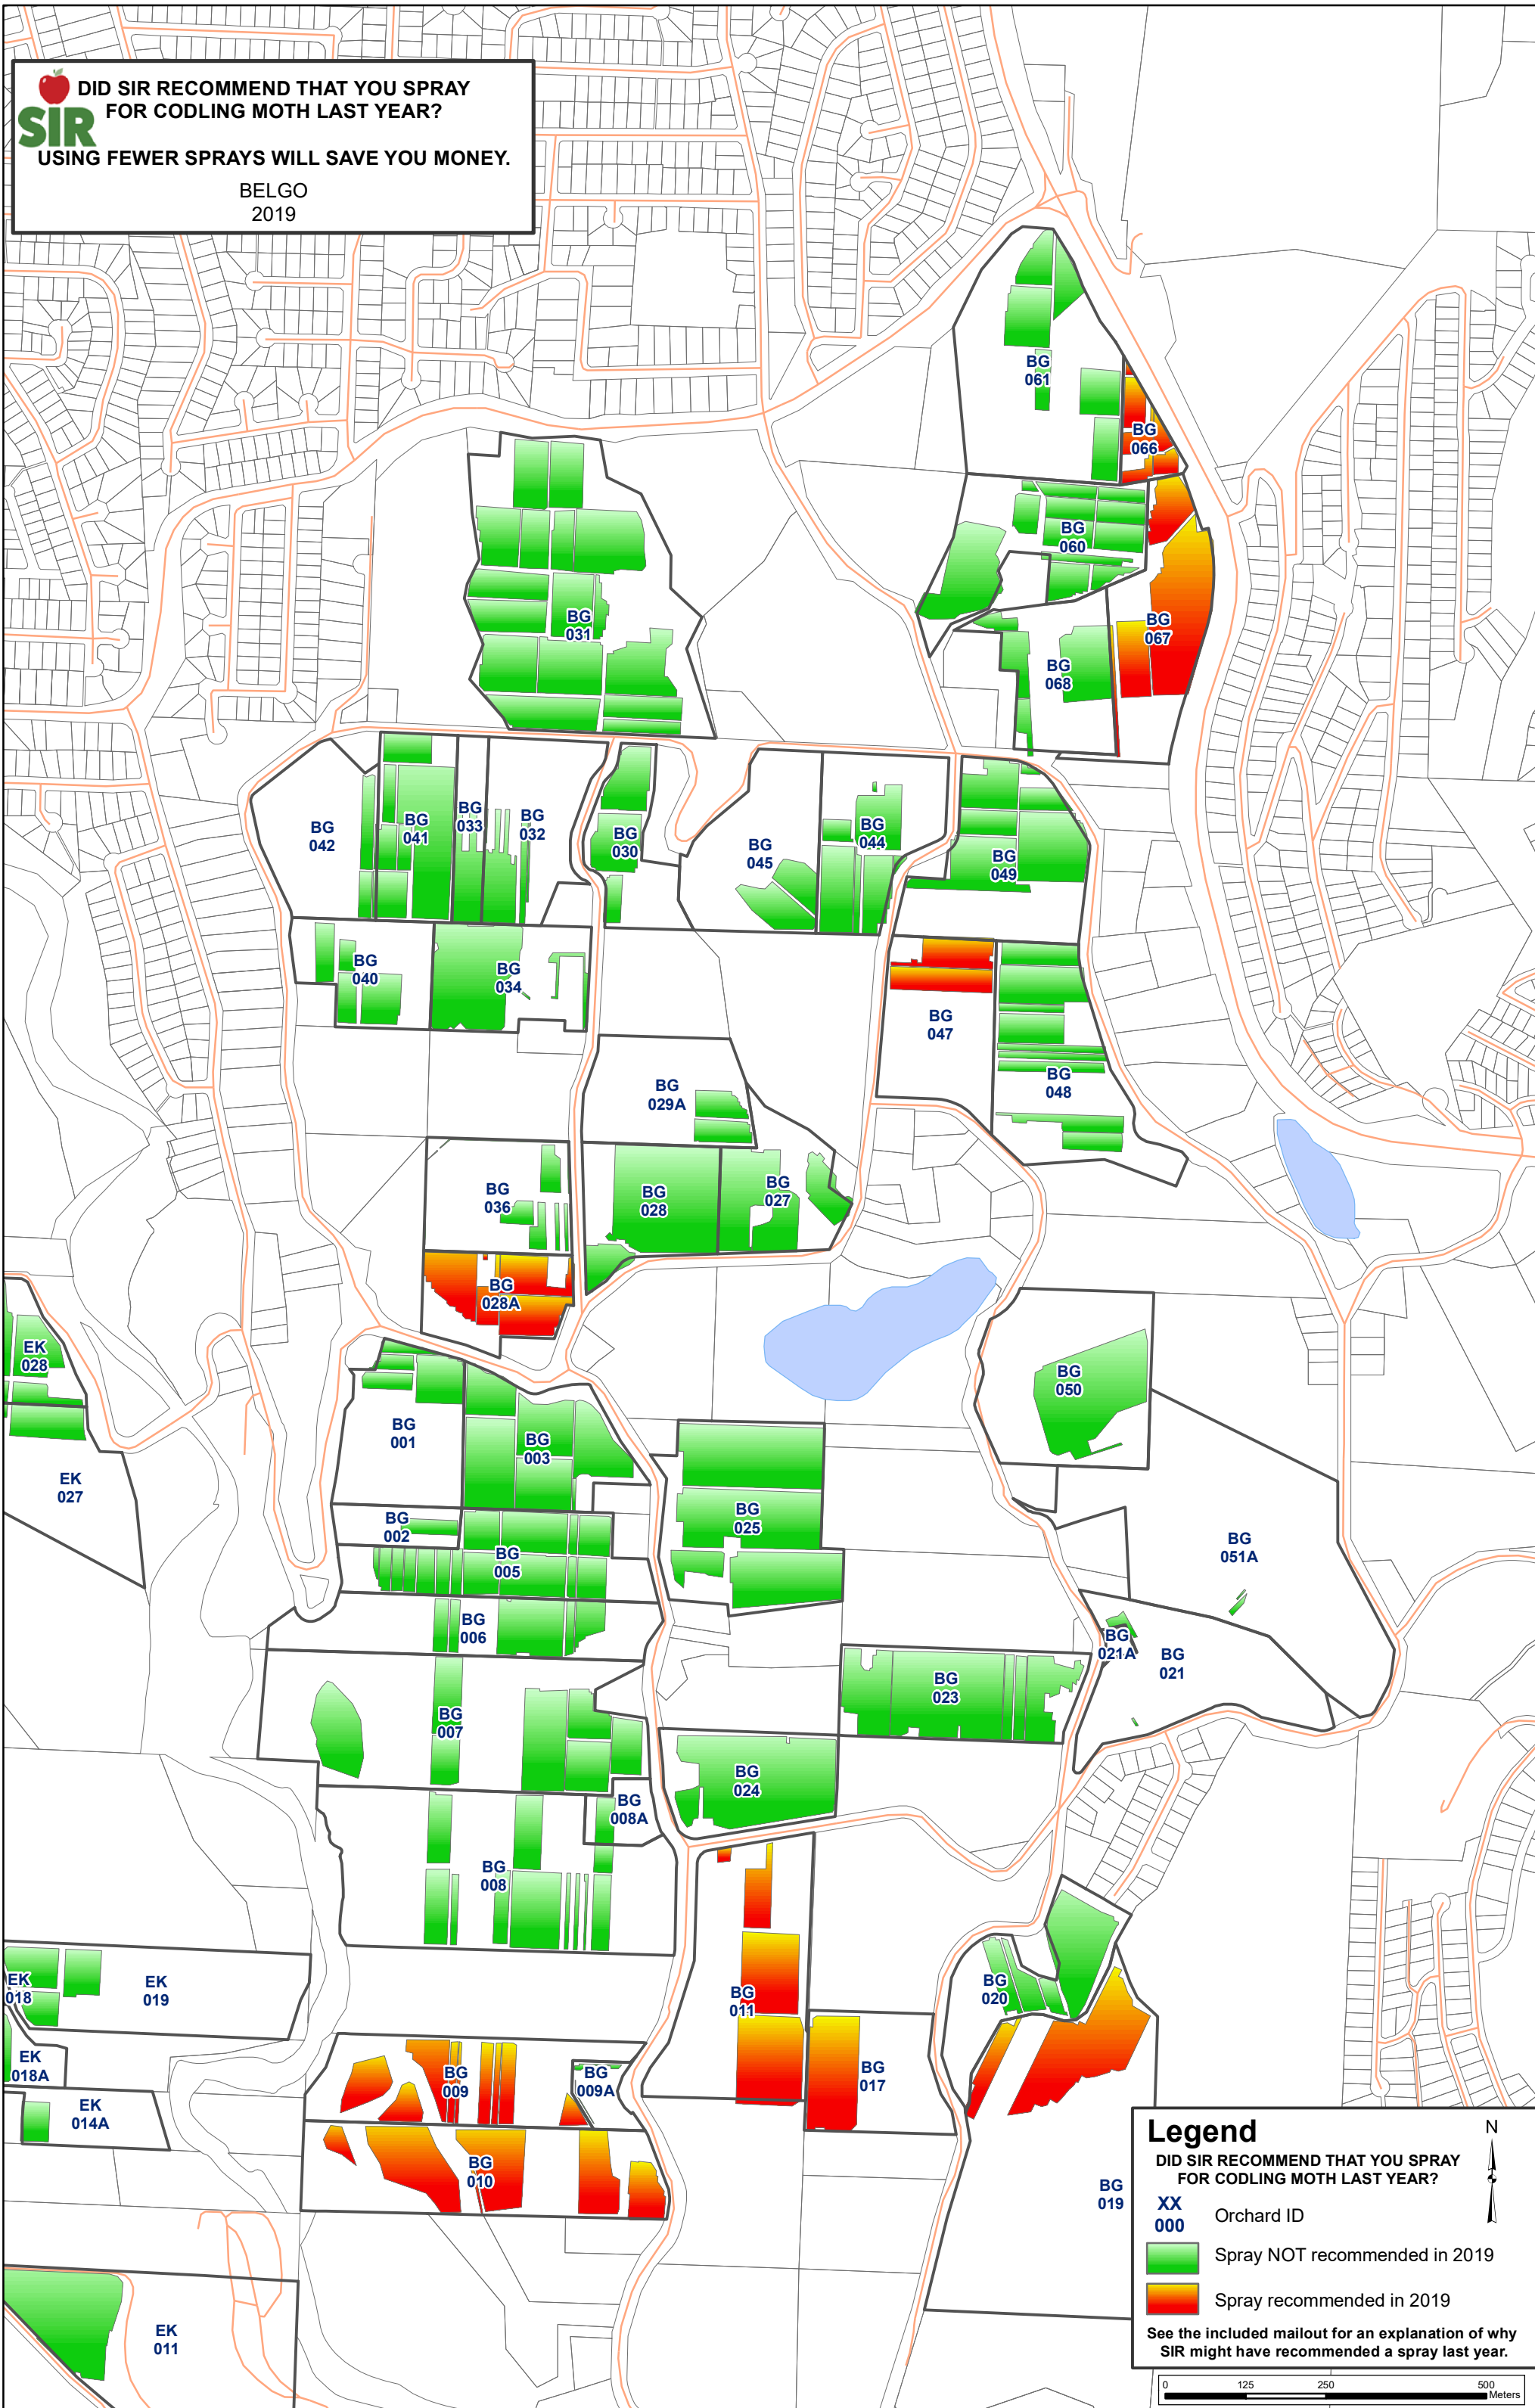 DID SIR RECOMMEND THAT YOU SPRAY
FOR CODLING MOTH LAST YEAR?
SIR
USING FEWER SPRAYS WILL SAVE YOU MONEY.
BELGO
2019
BG
061
BG
066
BG
060
BG
067
BG
068
BG
031
BG
042
BG
041
BG
033
BG
032
BG
030
BG
045
BG
044
BG
049
BG
040
BG
034
BG
047
BG
048
BG
029A
BG
036
BG
028
BG
027
BG
028A
EK
028
BG
050
BG
001
BG
003
EK
027
BG
002
BG
005
BG
025
BG
051A
BG
006
BG
021A
BG
021
BG
023
BG
007
BG
024
BG
008A
BG
008
EK
018
EK
019
BG
011
BG
020
EK
018A
BG
009
BG
009A
BG
017
EK
014A
BG
010
BG
019
EK
011
Legend
N
DID SIR RECOMMEND THAT YOU SPRAY
FOR CODLING MOTH LAST YEAR?
XX
000
Orchard ID
Spray NOT recommended in 2019
Spray recommended in 2019
See the included mailout for an explanation of why
SIR might have recommended a spray last year.
0 125 250 500
Meters